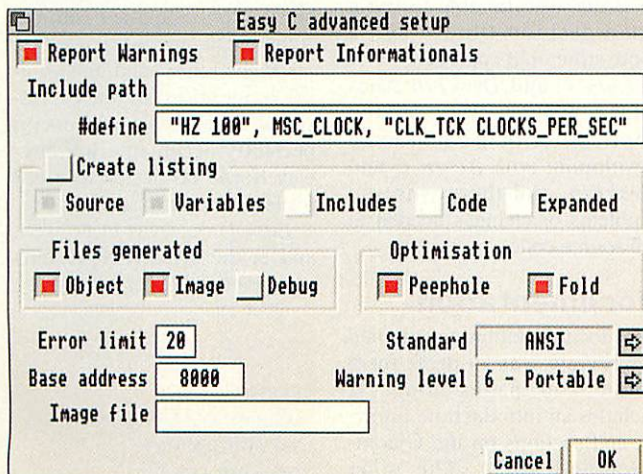 Easy C advanced setup
Report Warnings Report Informationals
Include path
#define "HZ 100", MSC_CLOCK, "CLK_TCK CLOCKS_PER_SEC"
Create listing
Source Variables Includes Code Expanded
Files generated Optimisation
Object Image Debug Peephole Fold
Error limit 20 Standard ANSI
Base address 8000 Warning level 6 - Portable
Image file
Cancel OK